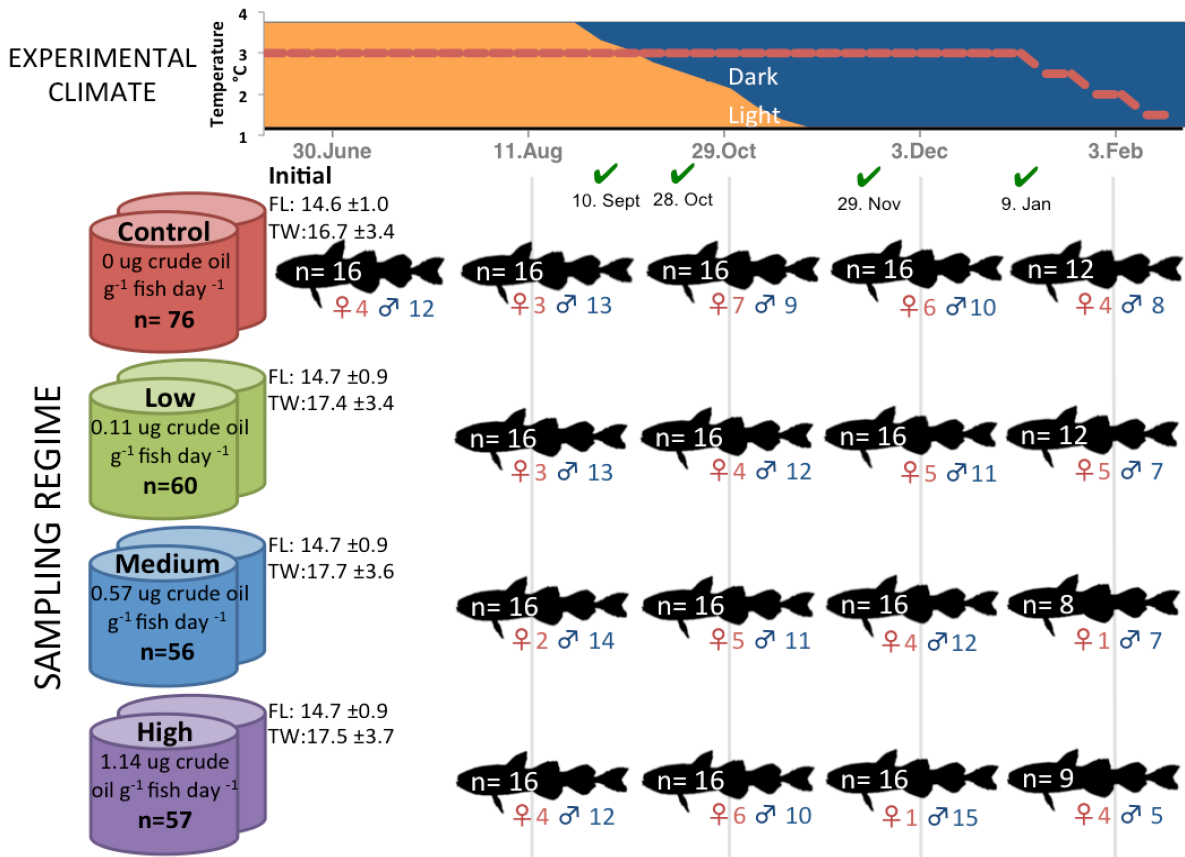 EXPERIMENTAL
CLIMATE
Temperature
°C
4
3
2
1
Dark
Light
30.June 11.Aug 29.Oct 3.Dec 3.Feb
10. Sept 28. Oct 29. Nov 9. Jan
SAMPLING REGIME
Initial
FL: 14.6 ±1.0
TW:16.7 ±3.4
Control
0 ug crude oil
g⁻¹ fish day ⁻¹
n= 76
n= 16 n= 16 n= 16 n= 16 n= 12
♀4 ♂ 12 ♀3 ♂ 13 ♀7 ♂ 9 ♀6 ♂10 ♀4 ♂ 8
FL: 14.7 ±0.9
TW:17.4 ±3.4
Low
0.11 ug crude oil
g⁻¹ fish day ⁻¹
n=60
n= 16 n= 16 n= 16 n= 12
♀3 ♂ 13 ♀4 ♂ 12 ♀5 ♂11 ♀5 ♂ 7
FL: 14.7 ±0.9
TW:17.7 ±3.6
Medium
0.57 ug crude oil
g⁻¹ fish day ⁻¹
n=56
n= 16 n= 16 n= 16 n= 8
♀2 ♂ 14 ♀5 ♂ 11 ♀4 ♂12 ♀1 ♂ 7
FL: 14.7 ±0.9
TW:17.5 ±3.7
High
1.14 ug crude
oil g⁻¹ fish day ⁻¹
n=57
n= 16 n= 16 n= 16 n= 9
♀4 ♂ 12 ♀6 ♂ 10 ♀1 ♂15 ♀4 ♂ 5